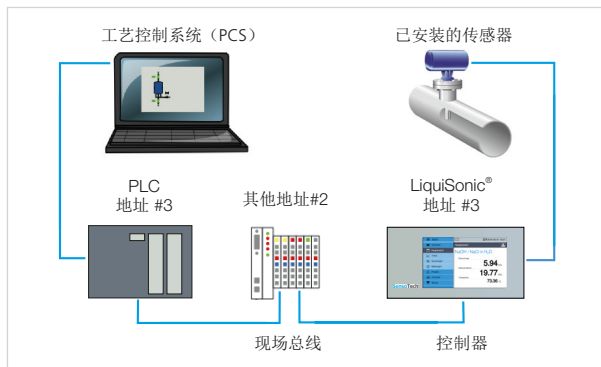 工艺控制系统（PCS）
已安装的传感器
PLC
地址 #3
其他地址#2
LiquiSonic®
地址 #3
5.94
19.77
73.96
SensoTech
现场总线
控制器